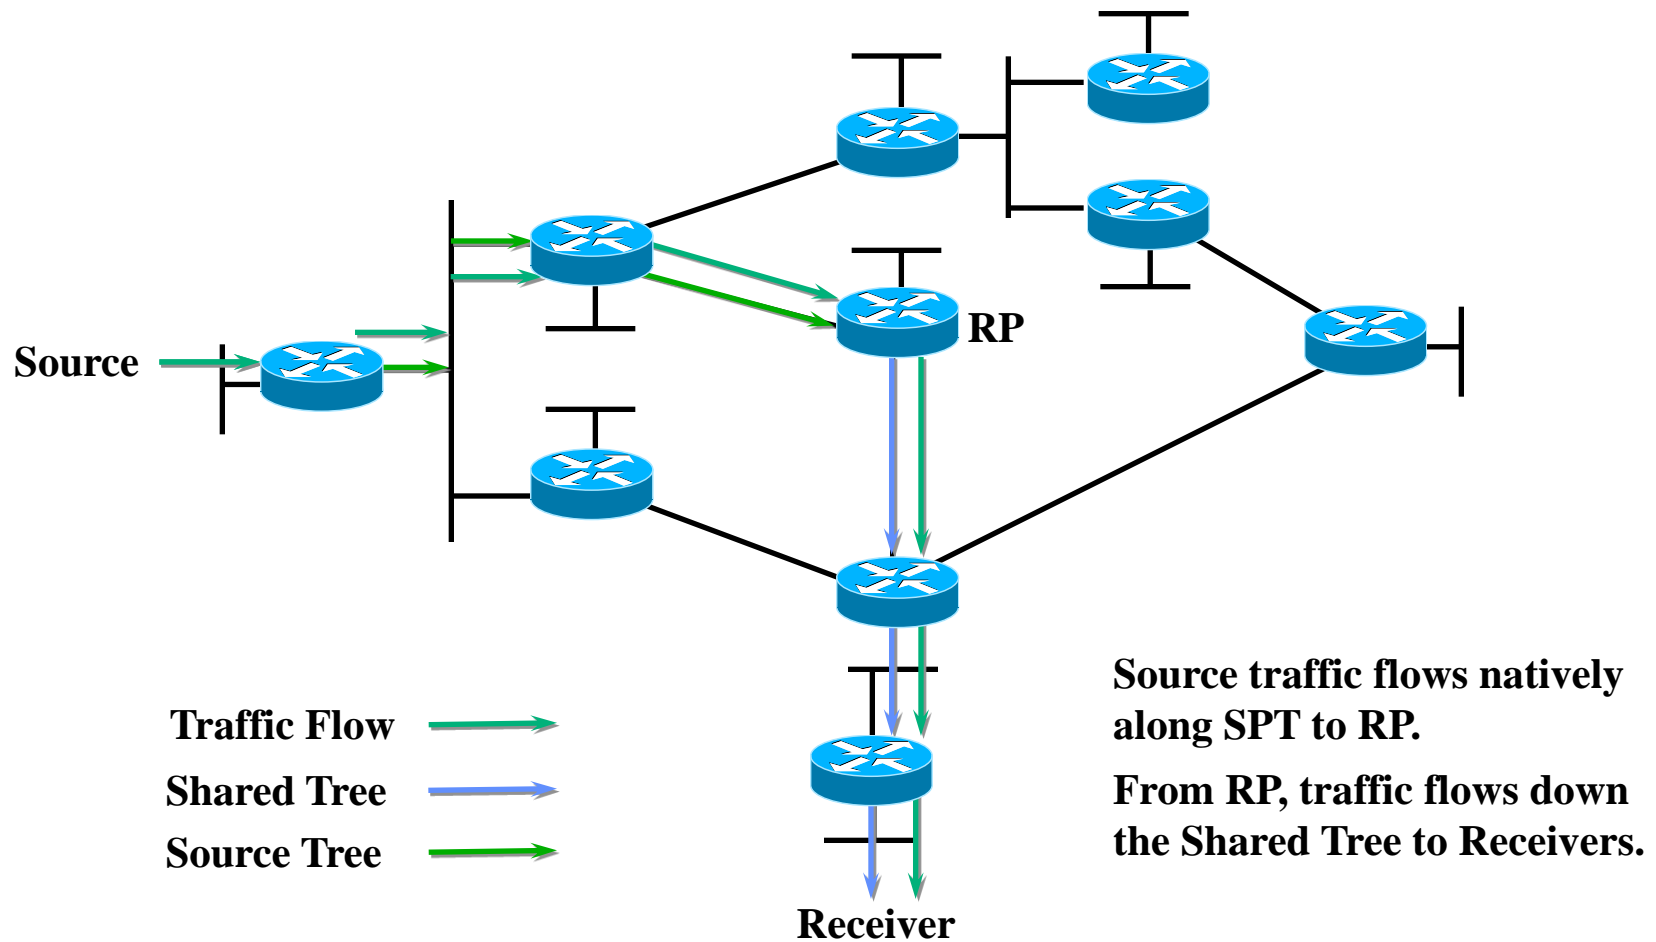 RP
Source
Traffic Flow
Shared Tree
Source Tree
Source traffic flows natively
along SPT to RP.
From RP, traffic flows down
the Shared Tree to Receivers.
Receiver